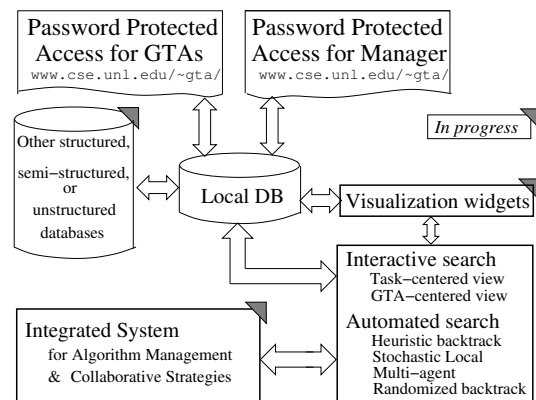 Password Protected
Access for GTAs
www.cse.unl.edu/~gta/
Password Protected
Access for Manager
www.cse.unl.edu/~gta/
Other structured,
semi−structured,
or
unstructured
databases
In progress
Local DB
Visualization widgets
Interactive search
Task−centered view
GTA−centered view
Automated search
Heuristic backtrack
Stochastic Local
Multi−agent
Randomized backtrack
Integrated System
for Algorithm Management
& Collaborative Strategies